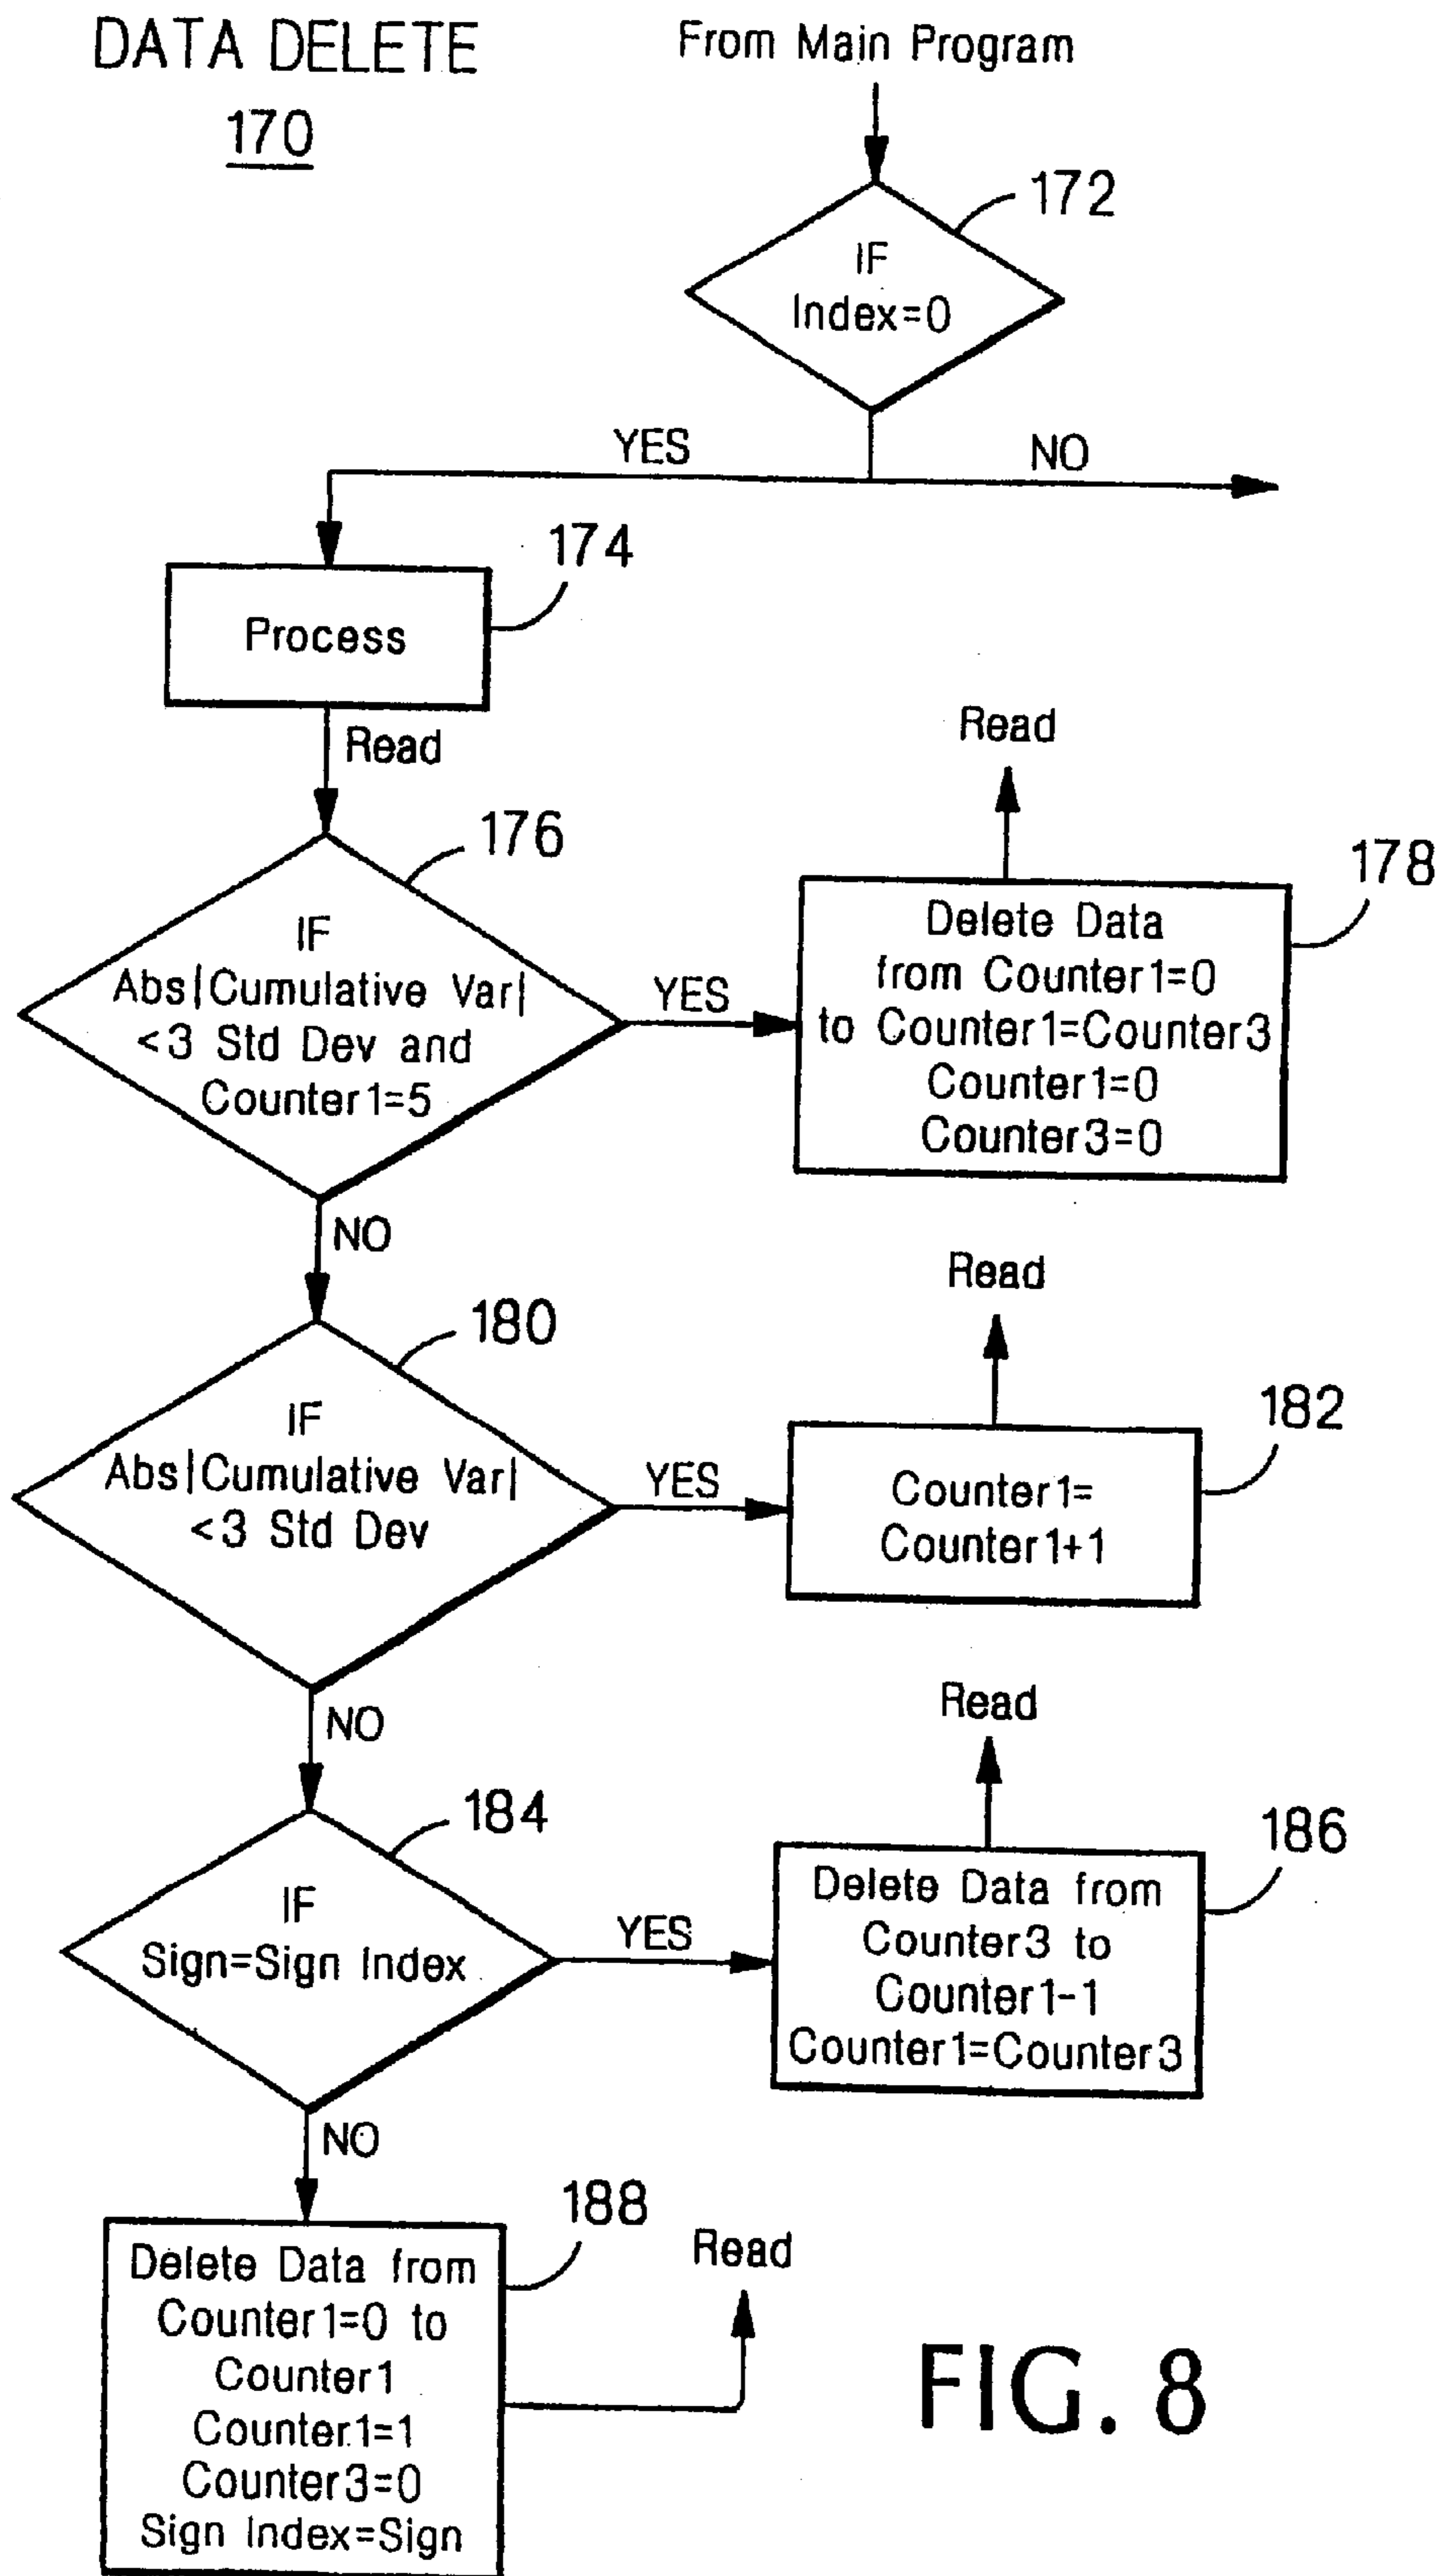 DATA DELETE
170
From Main Program
172
IF
Index=0
YES
NO
174
Process
Read
176
IF
Abs|Cumulative Var|
<3 Std Dev and
Counter1=5
YES
Read
178
Delete Data
from Counter1=0
to Counter1=Counter3
Counter1=0
Counter3=0
NO
180
IF
Abs|Cumulative Var|
<3 Std Dev
YES
Read
182
Counter1=
Counter1+1
NO
184
IF
Sign=Sign Index
YES
Read
186
Delete Data from
Counter3 to
Counter1-1
Counter1=Counter3
NO
188
Delete Data from
Counter1=0 to
Counter1
Counter1=1
Counter3=0
Sign Index=Sign
Read
FIG. 8